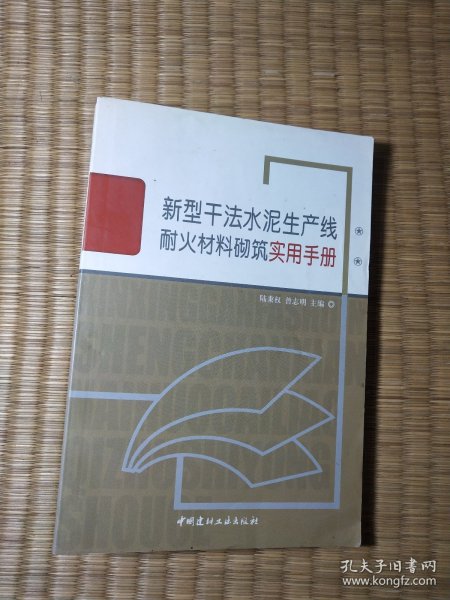 新型干法水泥生产线
耐火材料砌筑实用手册
陆秉权 曾志明 主编
中国建材工业出版社
孔夫子旧书网
www.kongfz.com